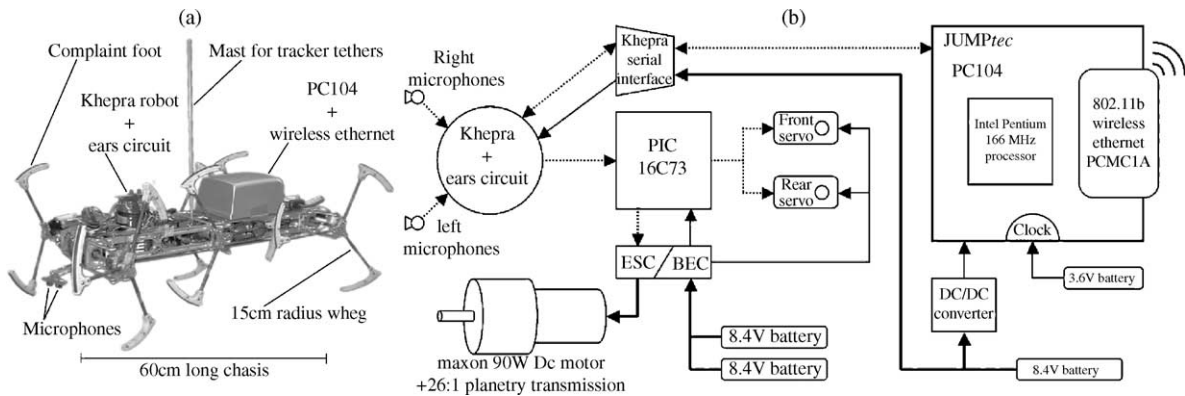 (a)
Complaint foot
Mast for tracker tethers
Khepra robot
+
ears circuit
PC104
+
wireless ethernet
Microphones
15cm radius wheg
60cm long chasis
(b)
Right
microphones
Khepra
+
ears circuit
left
microphones
Khepra
serial
interface
PIC
16C73
Front
servo
Rear
servo
ESC
BEC
maxon 90W Dc motor
+26:1 planetry transmission
8.4V battery
8.4V battery
JUMPtec
PC104
Intel Pentium
166 MHz
processor
802.11b
wireless
ethernet
PCMC1A
Clock
3.6V battery
DC/DC
converter
8.4V battery